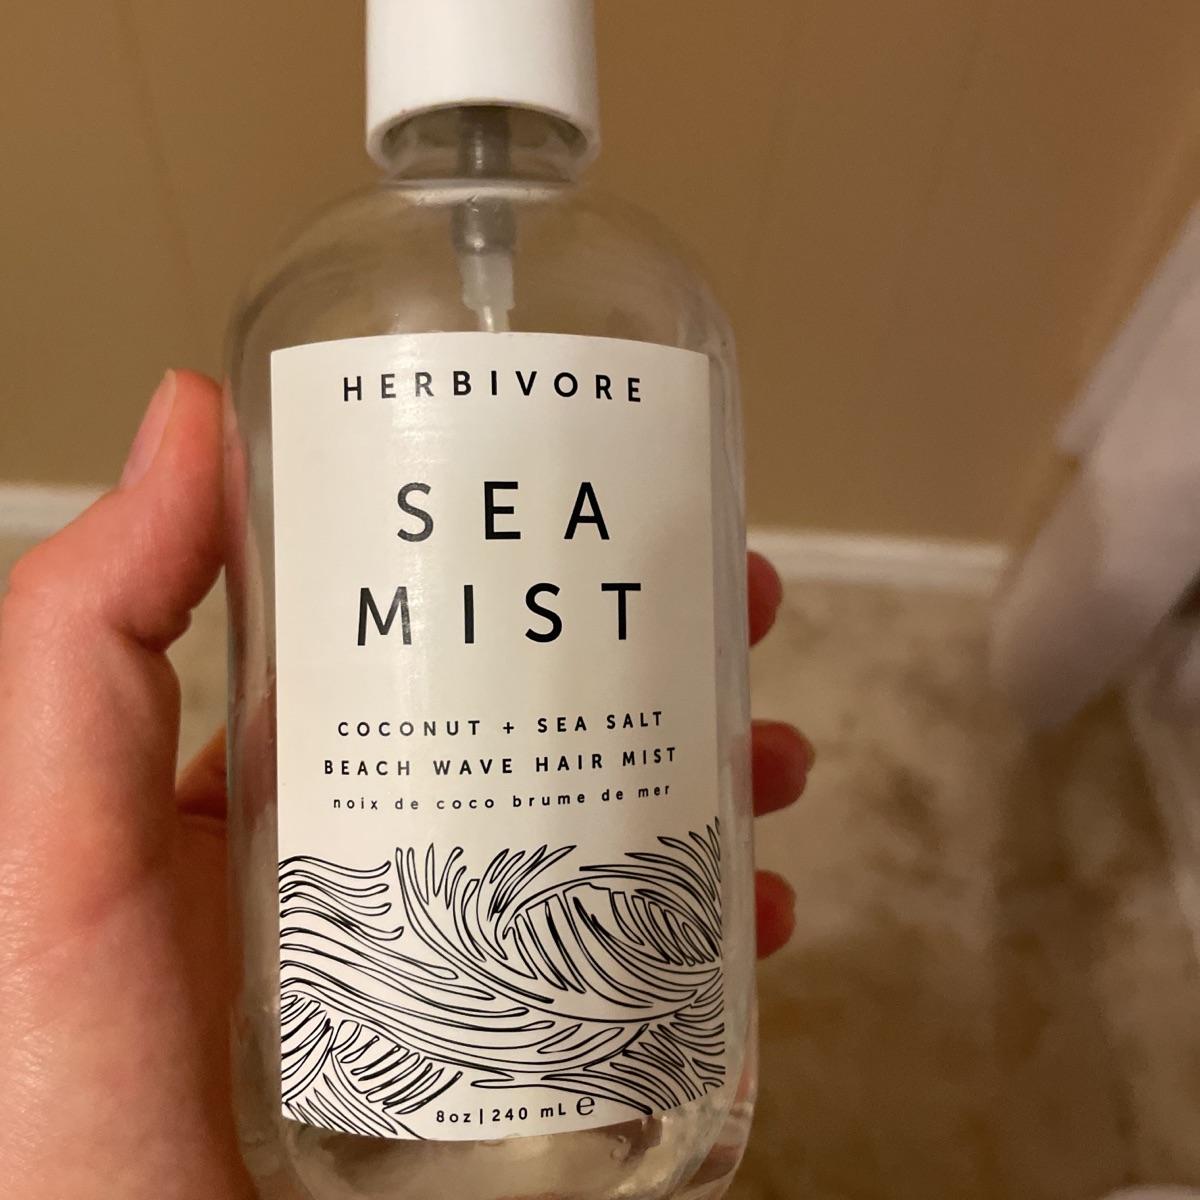 HERBIVORE
SEA
MIST
COCONUT + SEA SALT
BEACH WAVE HAIR MIST
noix de coco brume de mer
8oz | 240 mL ℮